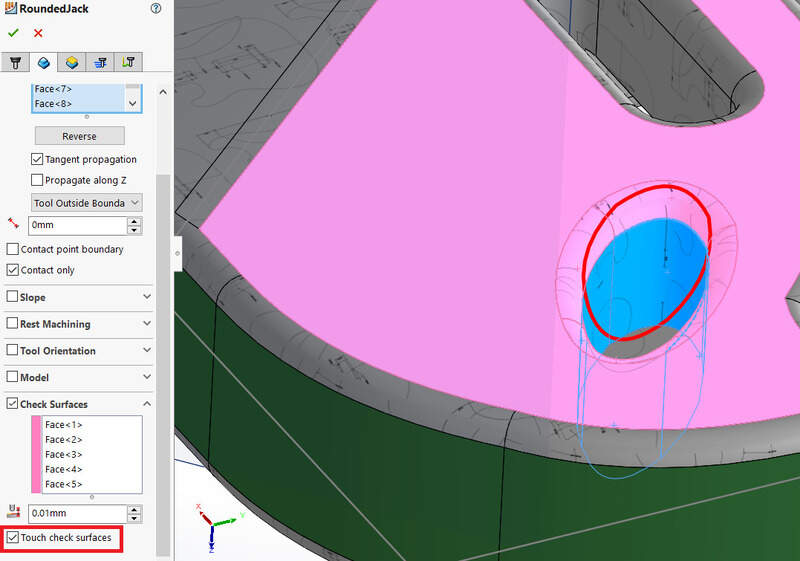 RoundedJack
Face<7>
Face<8>
Reverse
Tangent propagation
Propagate along Z
Tool Outside Bounda
0mm
Contact point boundary
Contact only
Slope
Rest Machining
Tool Orientation
Model
Check Surfaces
Face<1>
Face<2>
Face<3>
Face<4>
Face<5>
0.01mm
Touch check surfaces
X
Y
Z